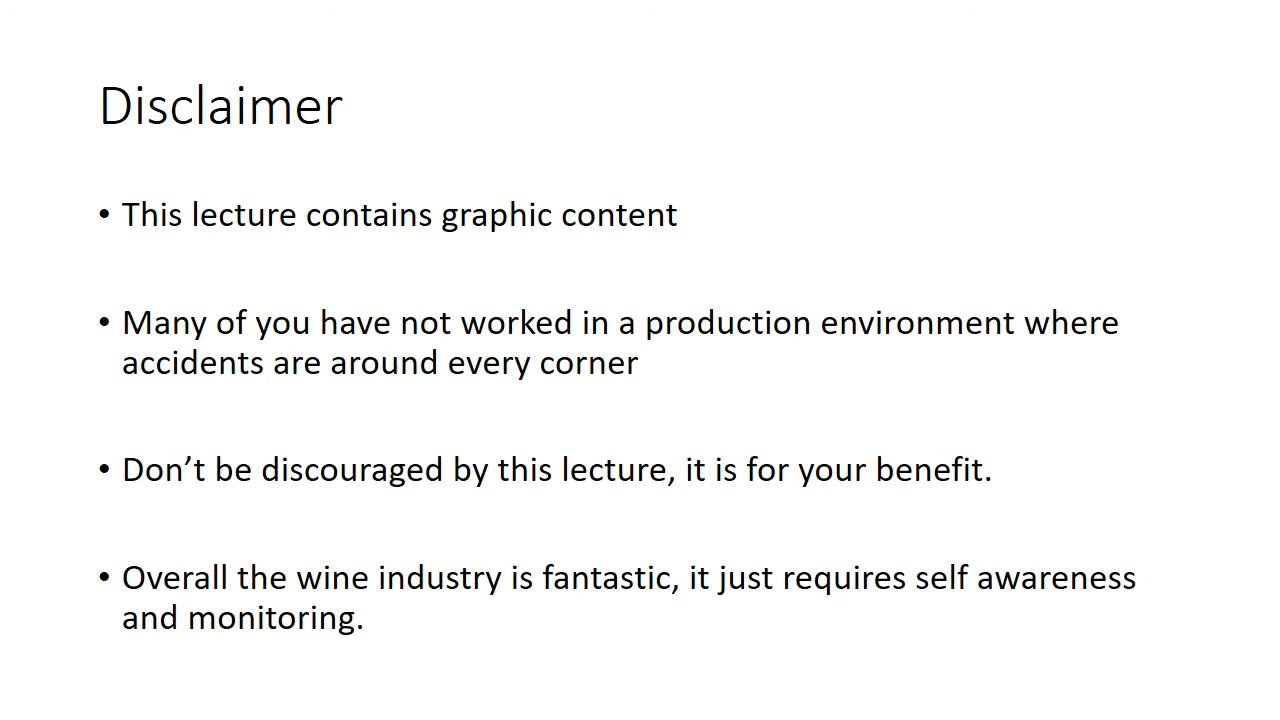 Disclaimer
• This lecture contains graphic content
• Many of you have not worked in a production environment where
accidents are around every corner
• Don’t be discouraged by this lecture, it is for your benefit.
• Overall the wine industry is fantastic, it just requires self awareness
and monitoring.